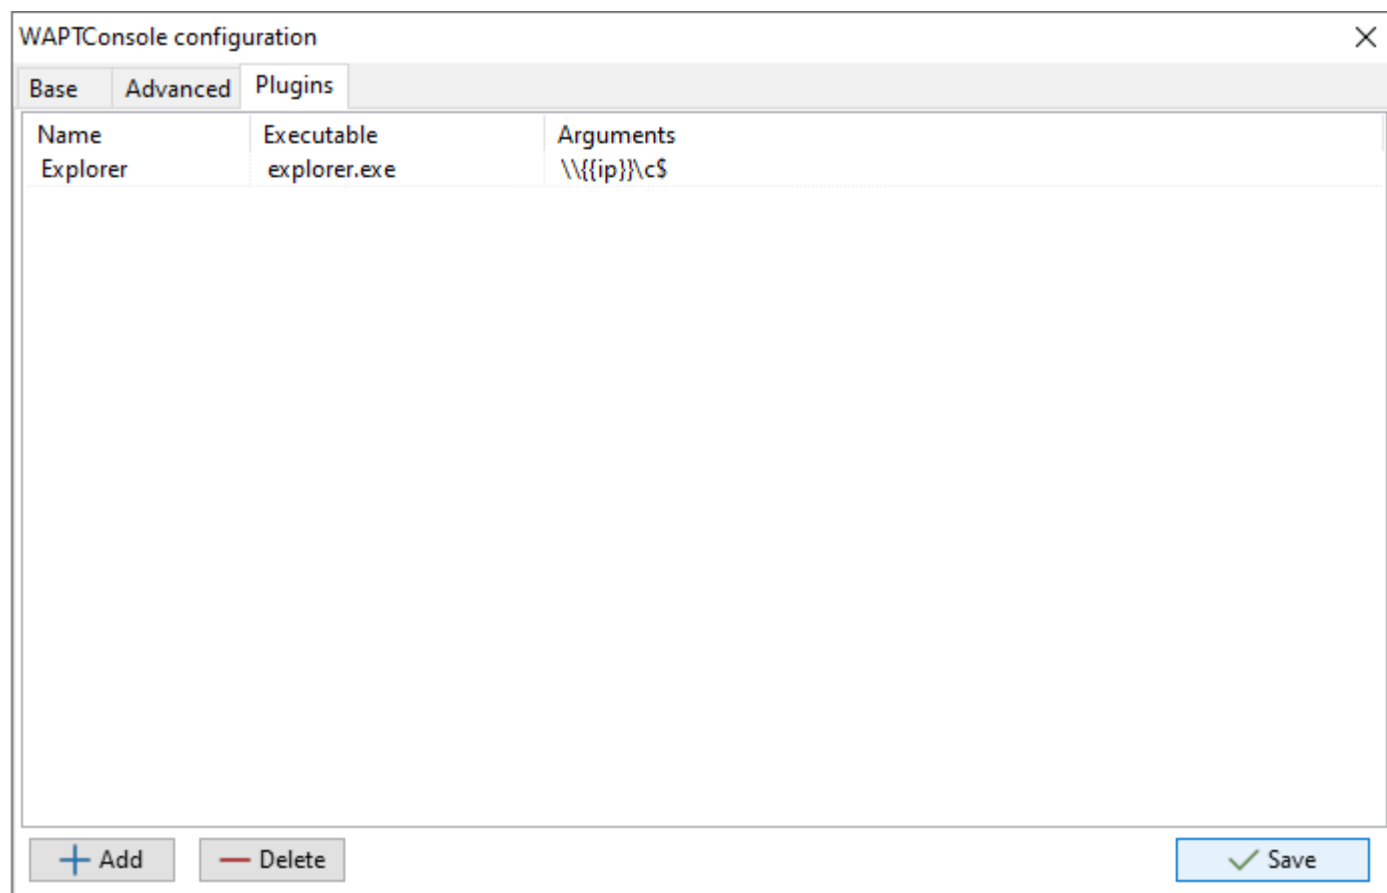 WAPTConsole configuration
Base Advanced Plugins
Name Executable Arguments
Explorer explorer.exe \\{{ip}}\c$
Add Delete Save